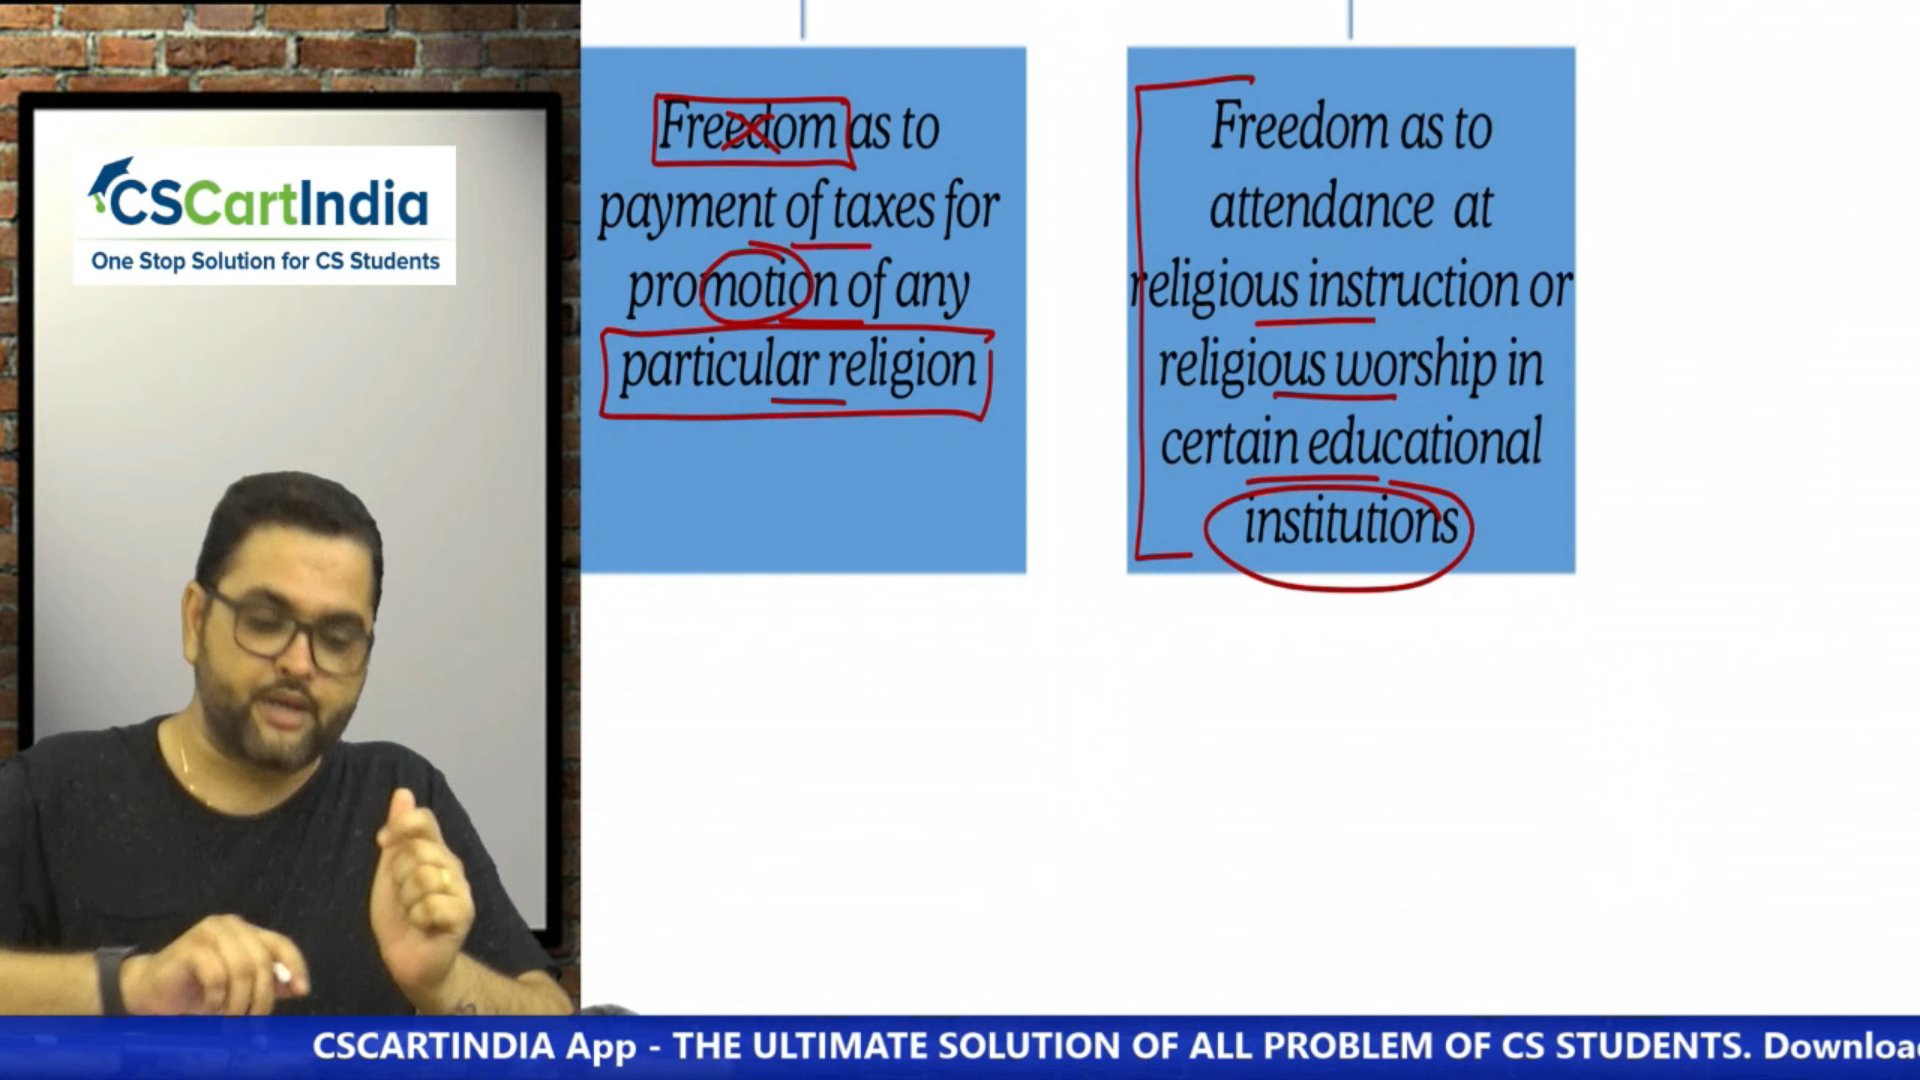 CSCartIndia
One Stop Solution for CS Students
Freedom as to
payment of taxes for
promotion of any
particular religion
Freedom as to
attendance at
religious instruction or
religious worship in
certain educational
institutions
CSCARTINDIA App - THE ULTIMATE SOLUTION OF ALL PROBLEM OF CS STUDENTS.